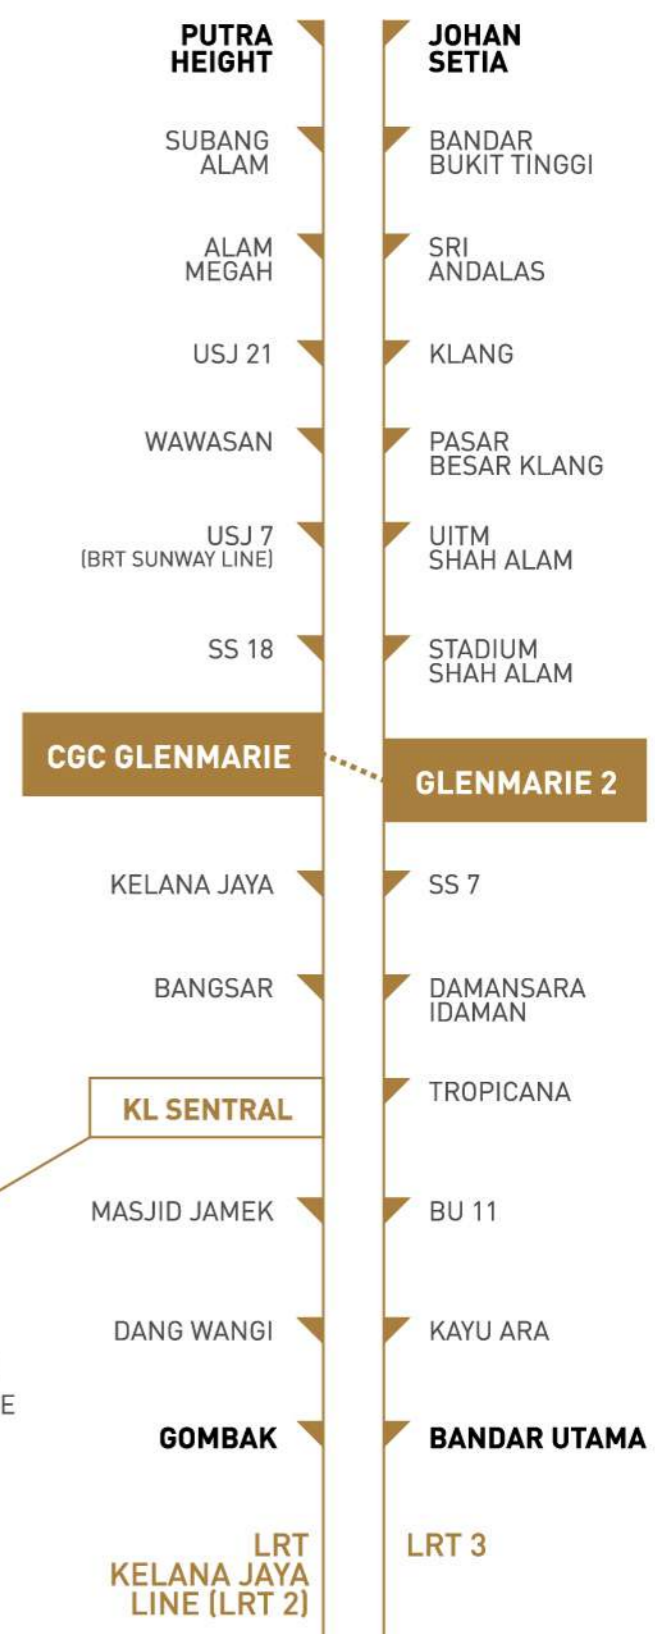 PUTRA
HEIGHT
SUBANG
ALAM
ALAM
MEGAH
USJ 21
WAWASAN
USJ 7
(BRT SUNWAY LINE)
SS 18
CGC GLENMARIE
KELANA JAYA
BANGSAR
KL SENTRAL
MASJID JAMEK
DANG WANGI
E
GOMBAK
LRT
KELANA JAYA
LINE (LRT 2)
JOHAN
SETIA
BANDAR
BUKIT TINGGI
SRI
ANDALAS
KLANG
PASAR
BESAR KLANG
UITM
SHAH ALAM
STADIUM
SHAH ALAM
GLENMARIE 2
SS 7
DAMANSARA
IDAMAN
TROPICANA
BU 11
KAYU ARA
BANDAR UTAMA
LRT 3